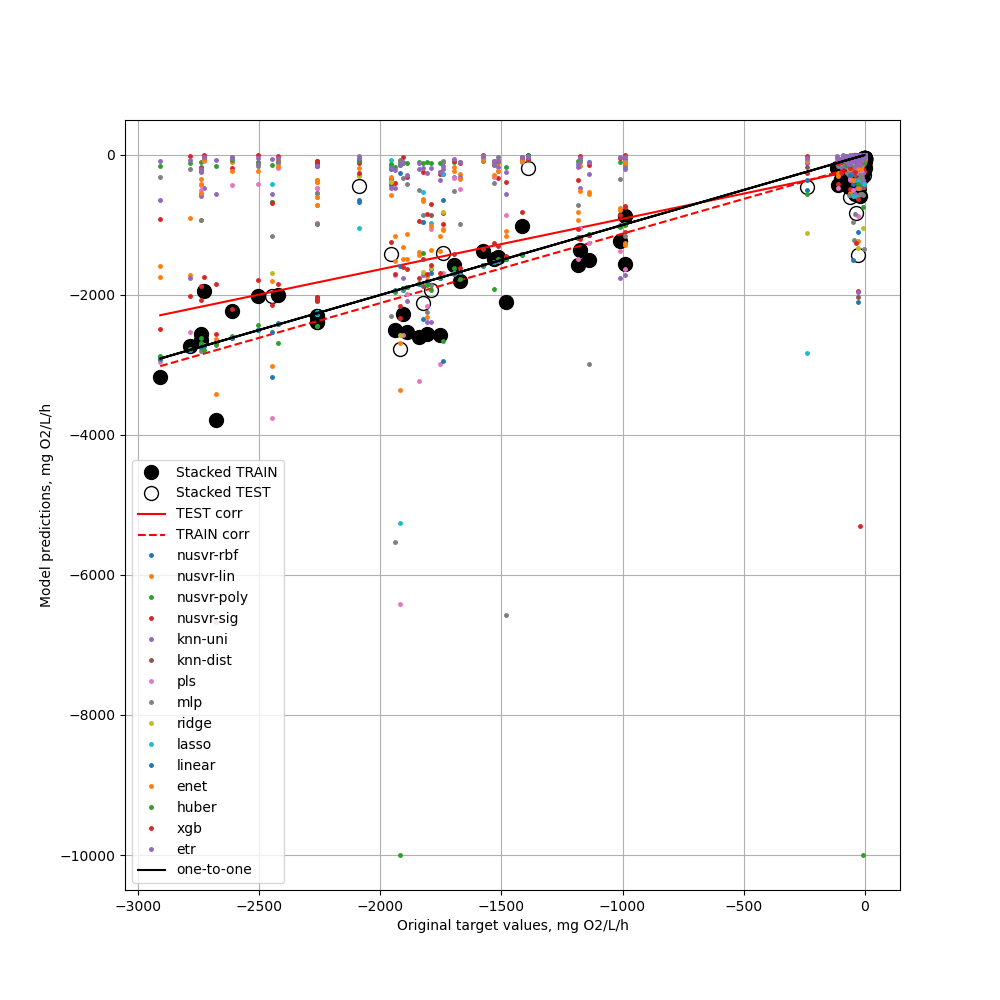 0
−2000
−4000
−6000
−8000
−10000
Model predictions, mg O2/L/h
Stacked TRAIN
Stacked TEST
TEST corr
TRAIN corr
nusvr-rbf
nusvr-lin
nusvr-poly
nusvr-sig
knn-uni
knn-dist
pls
mlp
ridge
lasso
linear
enet
huber
xgb
etr
one-to-one
−3000 −2500 −2000 −1500 −1000 −500 0
Original target values, mg O2/L/h